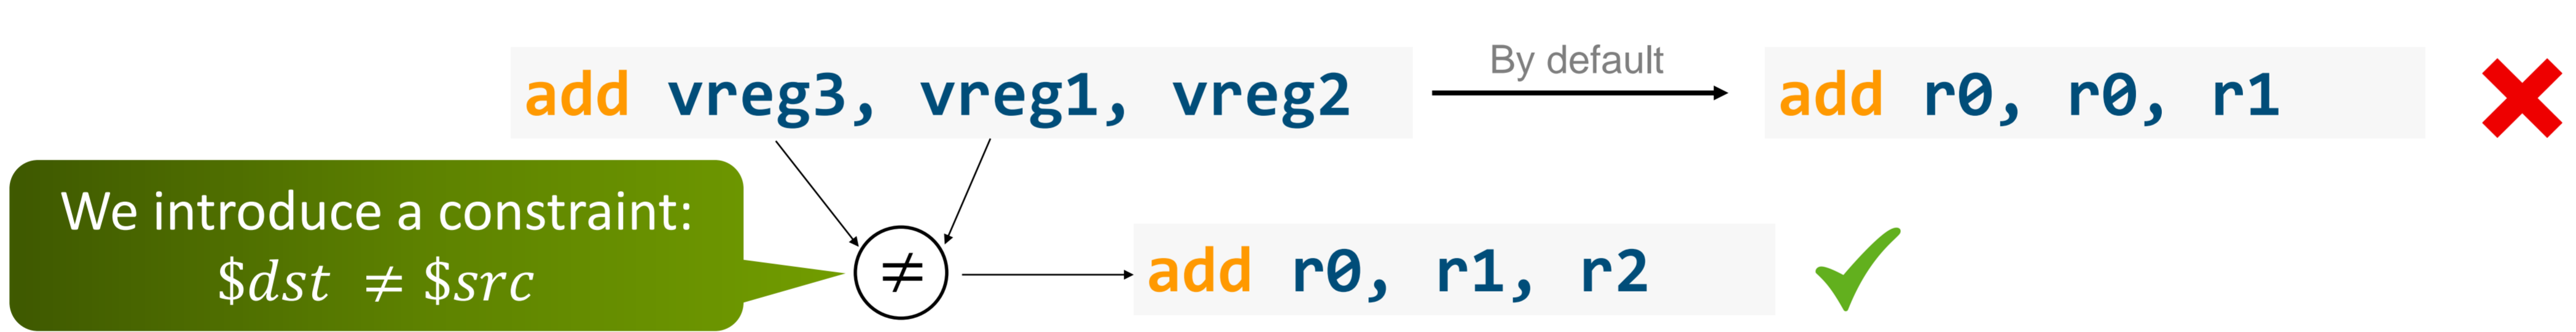 add vreg3, vreg1, vreg2
By default
add r0, r0, r1
We introduce a constraint:
$dst ≠ $src
≠
add r0, r1, r2